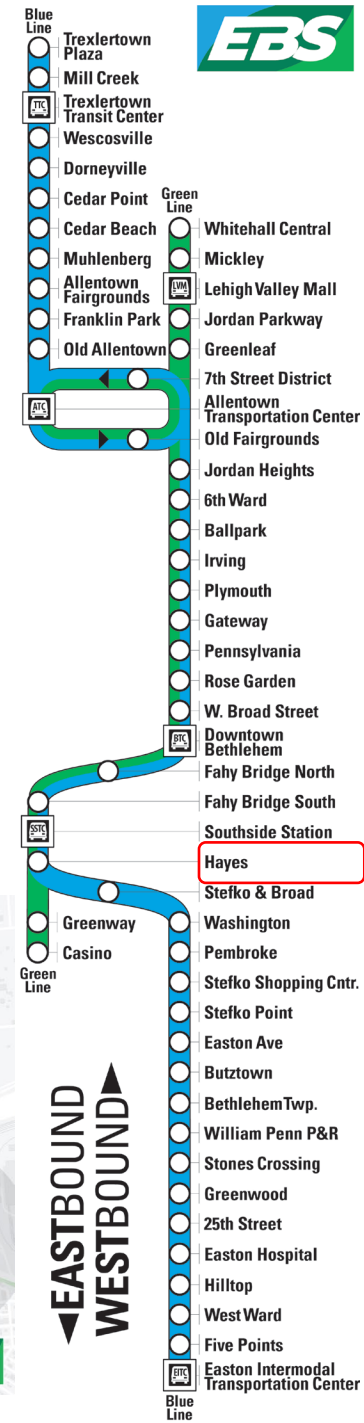 Blue
Line
EBS
Trexlertown
Plaza
Mill Creek
TTC
Trexlertown
Transit Center
Wescosville
Dorneyville
Cedar Point
Green
Line
Cedar Beach
Whitehall Central
Muhlenberg
Mickley
Allentown
Fairgrounds
LVM
Lehigh Valley Mall
Franklin Park
Jordan Parkway
Old Allentown
Greenleaf
7th Street District
ATC
Allentown
Transportation Center
Old Fairgrounds
Jordan Heights
6th Ward
Ballpark
Irving
Plymouth
Gateway
Pennsylvania
Rose Garden
W. Broad Street
BTC
Downtown
Bethlehem
Fahy Bridge North
Fahy Bridge South
SSTC
Southside Station
Hayes
Stefko & Broad
Greenway
Washington
Casino
Pembroke
Green
Line
Stefko Shopping Cntr.
Stefko Point
Easton Ave
Butztown
Bethlehem Twp.
William Penn P&R
Stones Crossing
Greenwood
25th Street
Easton Hospital
Hilltop
West Ward
Five Points
EITC
Easton Intermodal
Transportation Center
Blue
Line
EASTBOUND
WESTBOUND